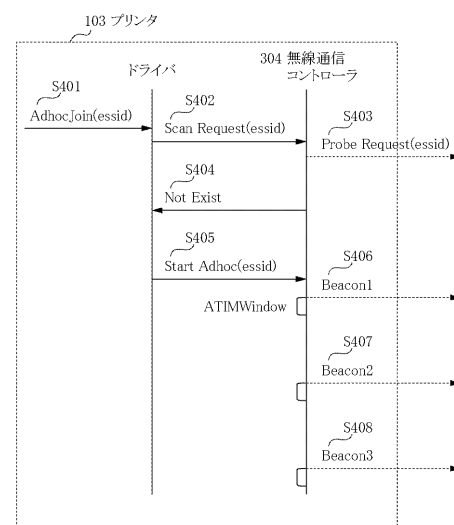 103 プリンタ
ドライバ
304 無線通信
コントローラ
S401
AdhocJoin(essid)
S402
Scan Request(essid)
S403
Probe Request(essid)
S404
Not Exist
S405
Start Adhoc(essid)
S406
Beacon1
ATIMWindow
S407
Beacon2
S408
Beacon3